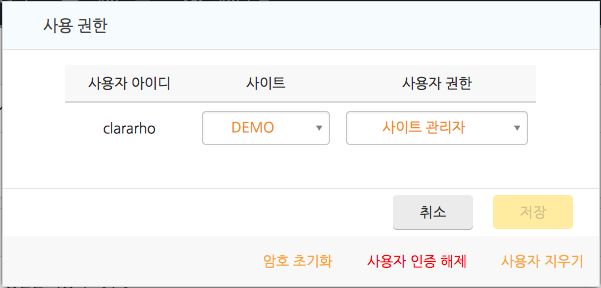 사용 권한
사용자 아이디 사이트 사용자 권한
clararho DEMO 사이트 관리자
취소 저장
암호 초기화 사용자 인증 해제 사용자 지우기